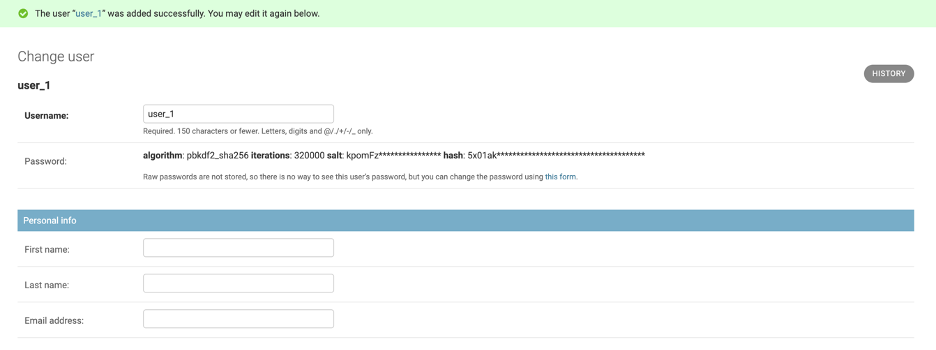 The user “user_1” was added successfully. You may edit it again below.
Change user
HISTORY
user_1
Username:
user_1
Required. 150 characters or fewer. Letters, digits and @/./+/-/_ only.
Password:
algorithm: pbkdf2_sha256 iterations: 320000 salt: kpomFz**************** hash: 5x01ak**************************************
Raw passwords are not stored, so there is no way to see this user's password, but you can change the password using this form.
Personal info
First name:
Last name:
Email address: